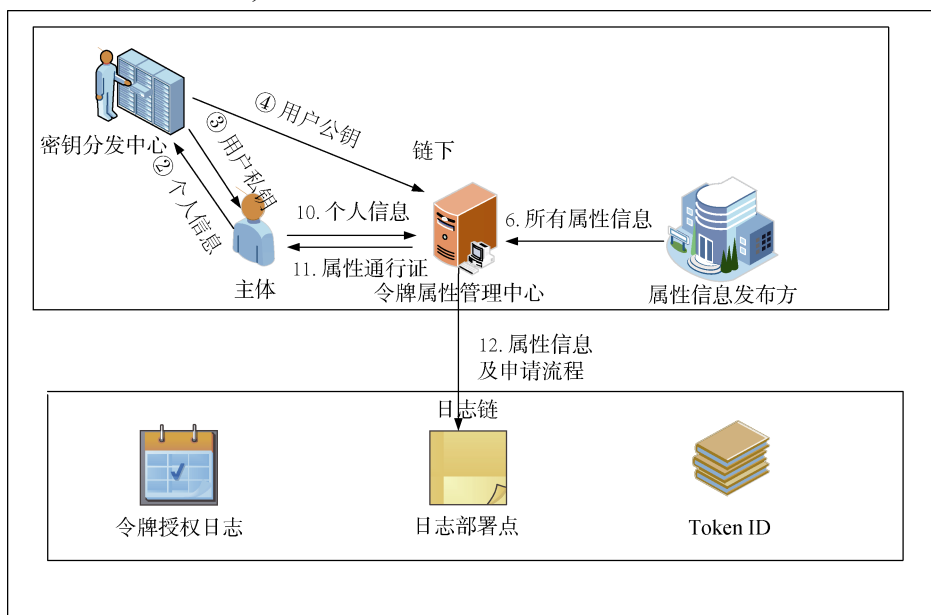 ④ 用户公钥
密钥分发中心
③ 用户私钥
② 个人信息
链下
10. 个人信息
6. 所有属性信息
11. 属性通行证
主体
令牌属性管理中心
属性信息发布方
12. 属性信息
及申请流程
日志链
令牌授权日志
日志部署点
Token ID